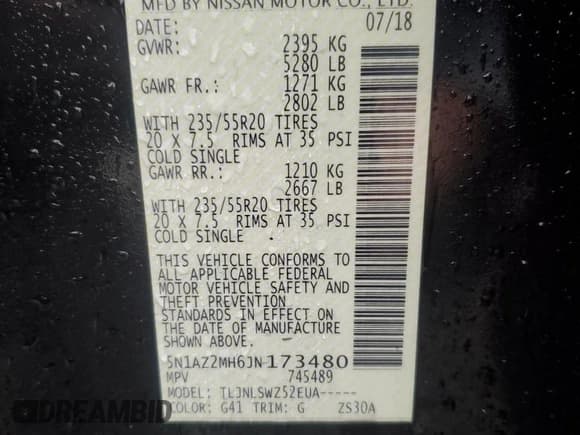 MFD BY NISSAN MOTOR CO., LTD.
DATE: 07/18
GVWR: 2395 KG
5280 LB
GAWR FR.: 1271 KG
2802 LB
WITH 235/55R20 TIRES
20 X 7.5 RIMS AT 35 PSI
COLD SINGLE
GAWR RR.: 1210 KG
2667 LB
WITH 235/55R20 TIRES
20 X 7.5 RIMS AT 35 PSI
COLD SINGLE
THIS VEHICLE CONFORMS TO
ALL APPLICABLE FEDERAL
MOTOR VEHICLE SAFETY AND
THEFT PREVENTION
STANDARDS IN EFFECT ON
THE DATE OF MANUFACTURE
SHOWN ABOVE.
5N1AZ2MH6JN173480
MPV 745489
TLJNLSWZ52EUA-----
COLOR: G41 TRIM: G ZS30A
STATBID.COM